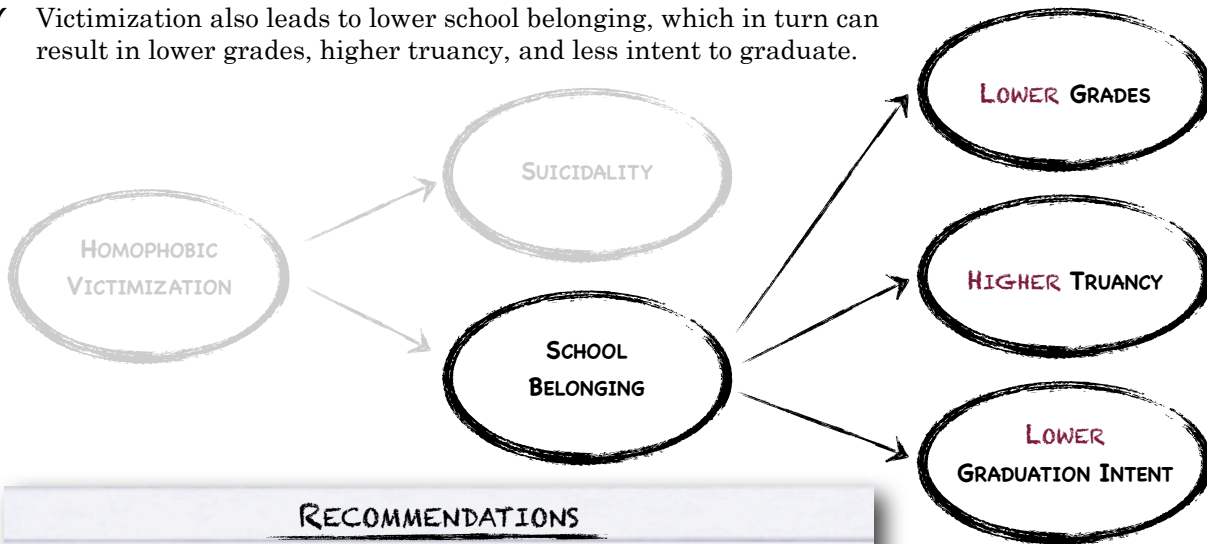 Victimization also leads to lower school belonging, which in turn can
result in lower grades, higher truancy, and less intent to graduate.
LOWER GRADES
SUICIDALITY
HOMOPHOBIC
VICTIMIZATION
HIGHER TRUANCY
SCHOOL
BELONGING
LOWER
GRADUATION INTENT
RECOMMENDATIONS